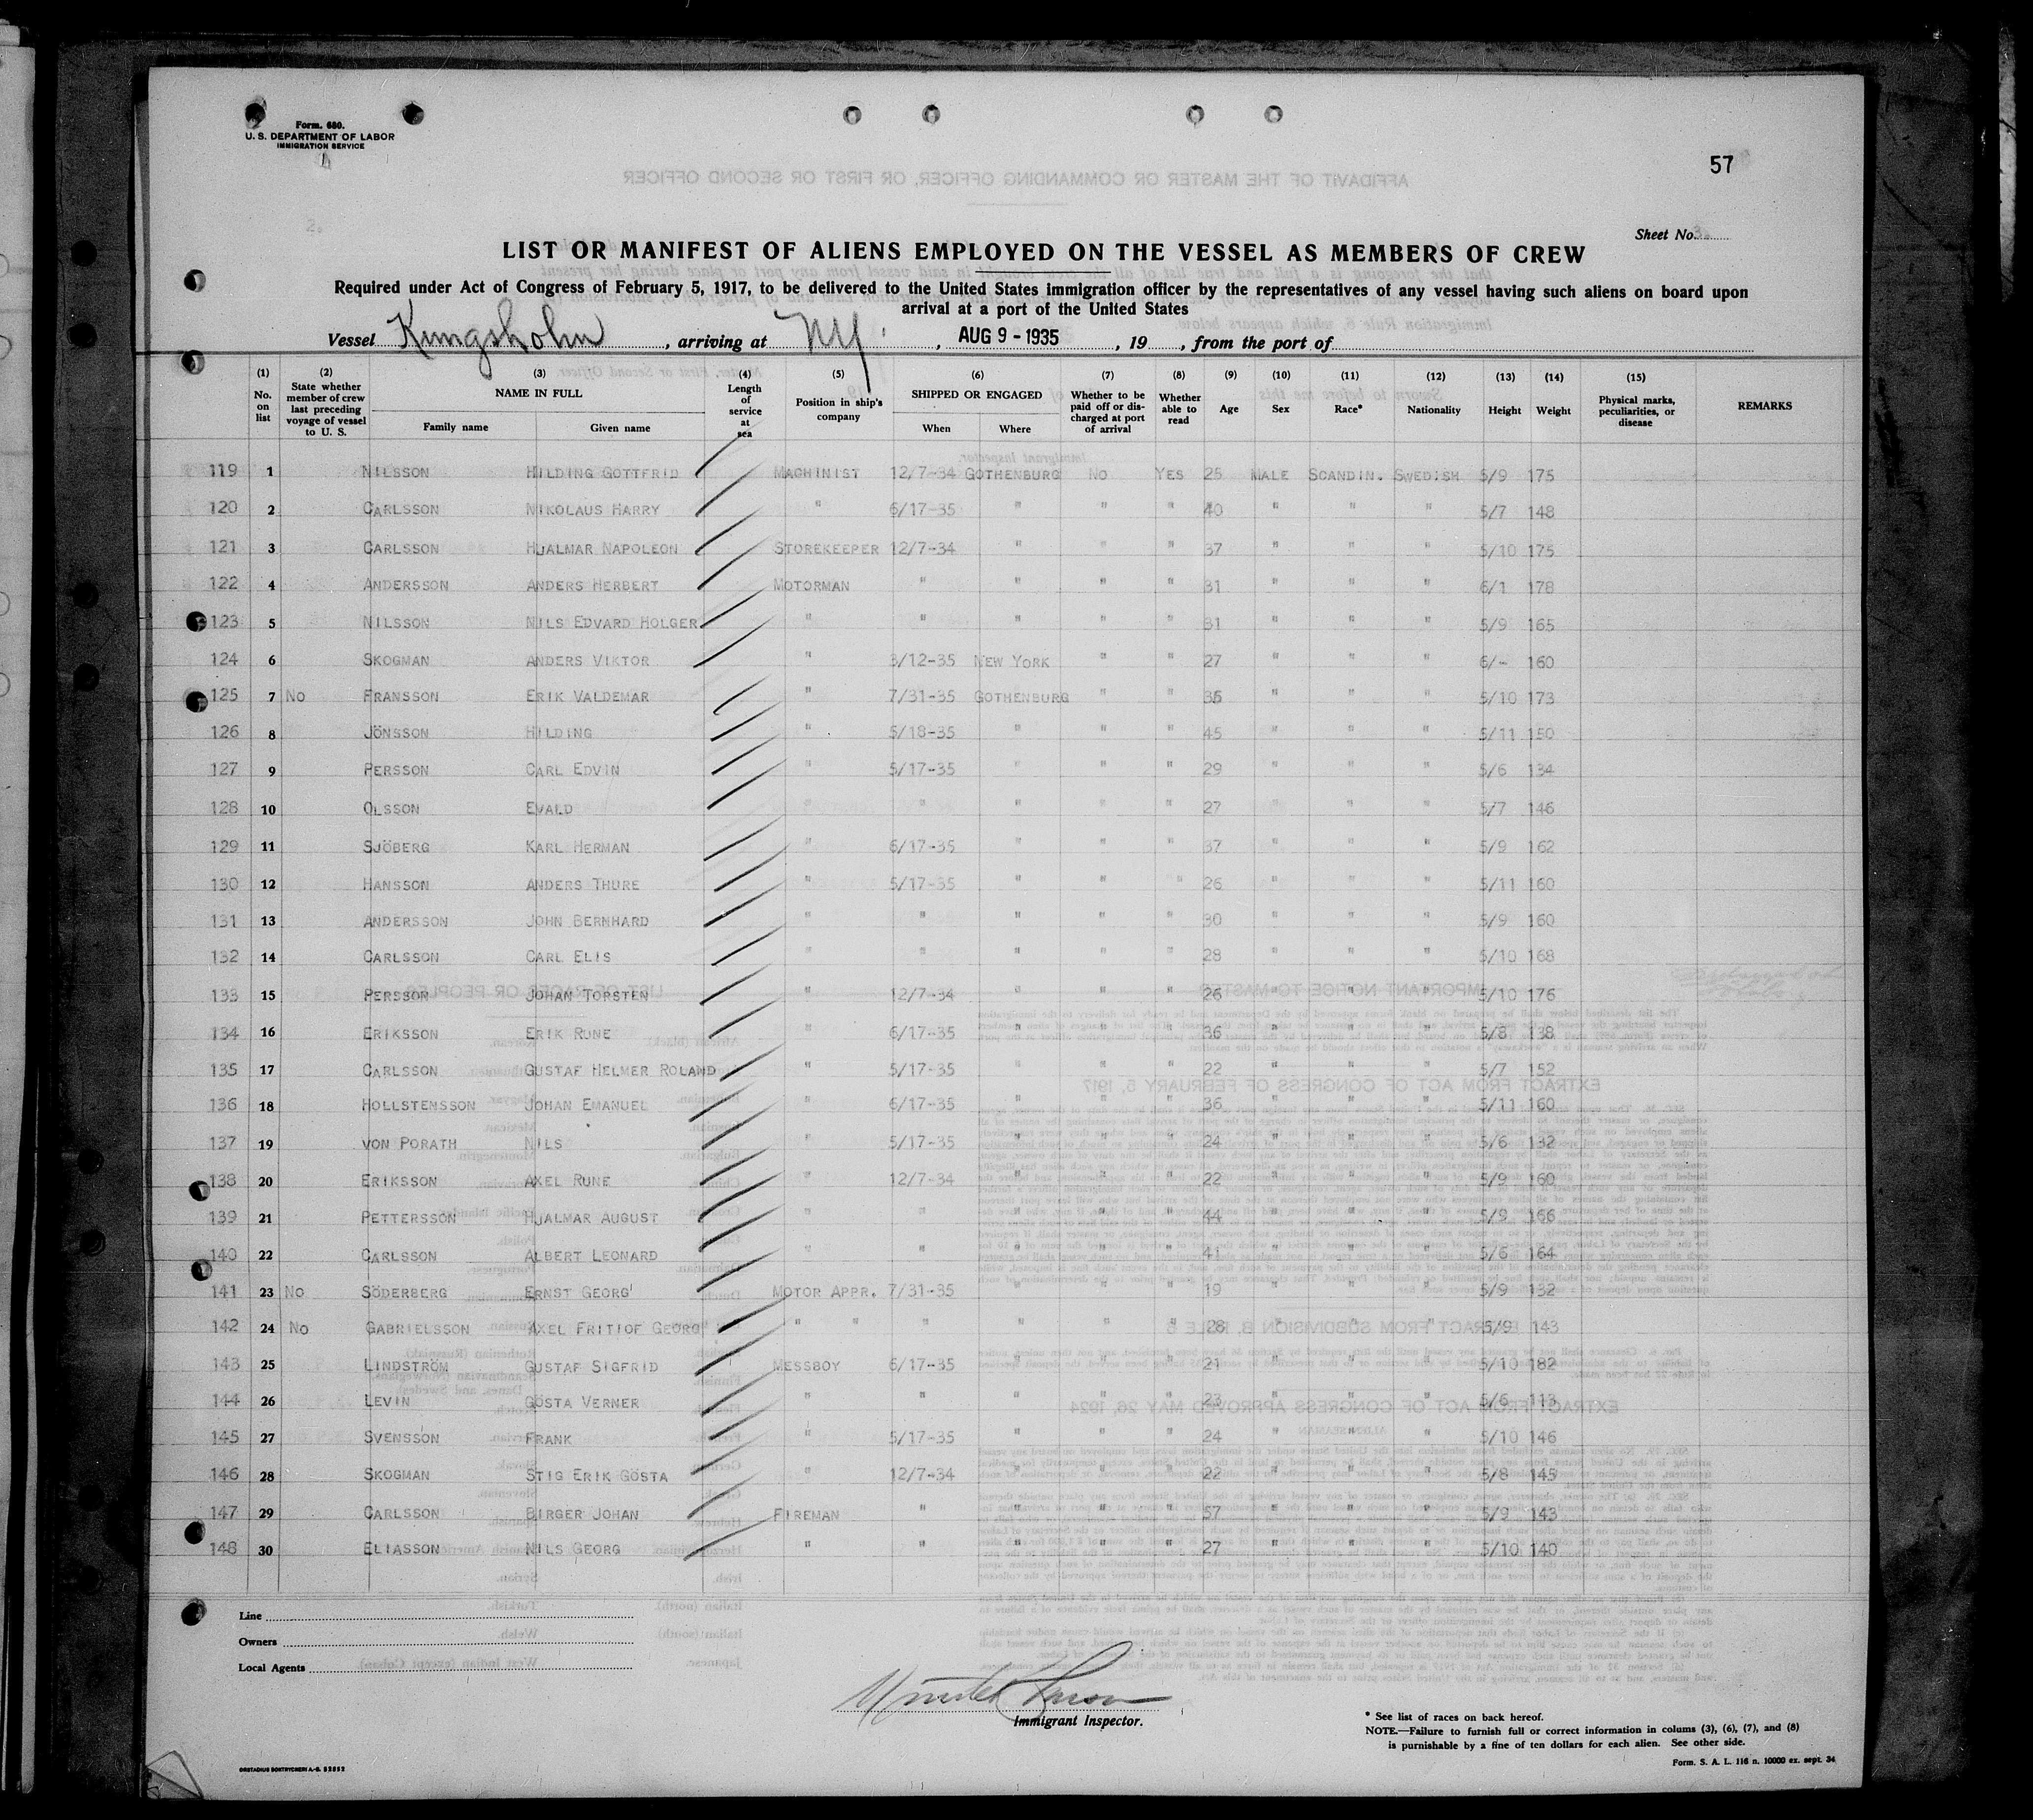 Form. 680.
U. S. DEPARTMENT OF LABOR
IMMIGRATION SERVICE
57
Sheet No. 3.
LIST OR MANIFEST OF ALIENS EMPLOYED ON THE VESSEL AS MEMBERS OF CREW
Required under Act of Congress of February 5, 1917, to be delivered to the United States immigration officer by the representatives of any vessel having such aliens on board upon
arrival at a port of the United States
Vessel Kungsholm , arriving at NY. , AUG 9 - 1935 , 19 , from the port of
(1) No. on list (2) State whether member of crew last preceding voyage of vessel to U. S. (3) NAME IN FULL Family name Given name (4) Length of service at sea (5) Position in ship's company (6) SHIPPED OR ENGAGED When Where (7) Whether to be paid off or discharged at port of arrival (8) Whether able to read (9) Age (10) Sex (11) Race* (12) Nationality (13) Height (14) Weight (15) Physical marks, peculiarities, or disease REMARKS
119 1 NILSSON HILDING GOTTFRID MACHINIST 12/7-34 GOTHENBURG NO YES 25 MALE SCANDIN. SWEDISH 5/9 175
120 2 CARLSSON NIKOLAUS HARRY " 6/17-35 " " " 40 " " " 5/7 148
121 3 CARLSSON HJALMAR NAPOLEON STOREKEEPER 12/7-34 " " " 37 " " " 5/10 175
122 4 ANDERSSON ANDERS HERBERT MOTORMAN " " " " 31 " " " 6/1 178
123 5 NILSSON NILS EDVARD HOLGER " " " " " 31 " " " 5/9 165
124 6 SKOGMAN ANDERS VIKTOR " 3/12-35 NEW YORK " " 27 " " " 6/- 160
125 7 NO FRANSSON ERIK VALDEMAR " 7/31-35 GOTHENBURG " " 36 " " " 5/10 173
126 8 JÖNSSON HILDING " 5/18-35 " " " 45 " " " 5/11 150
127 9 PERSSON CARL EDVIN " 5/17-35 " " " 29 " " " 5/6 134
128 10 OLSSON EVALD " " " " " 27 " " " 5/7 146
129 11 SJÖBERG KARL HERMAN " 6/17-35 " " " 37 " " " 5/9 162
130 12 HANSSON ANDERS THURE " 5/17-35 " " " 26 " " " 5/11 160
131 13 ANDERSSON JOHN BERNHARD " " " " " 30 " " " 5/9 160
132 14 CARLSSON CARL ELIS " " " " " 28 " " " 5/10 168
133 15 PERSSON JOHAN TORSTEN " 12/7-34 " " " 26 " " " 5/10 176
134 16 ERIKSSON ERIK RUNE " 6/17-35 " " " 36 " " " 5/8 138
135 17 CARLSSON GUSTAF HELMER ROLAND " 5/17-35 " " " 22 " " " 5/7 152
136 18 HOLLSTENSSON JOHAN EMANUEL " 6/17-35 " " " 36 " " " 5/11 160
137 19 VON PORATH NILS " 5/17-35 " " " 24 " " " 5/6 132
138 20 ERIKSSON AXEL RUNE " 12/7-34 " " " 22 " " " 5/9 160
139 21 PETTERSSON HJALMAR AUGUST " " " " " 44 " " " 5/9 166
140 22 CARLSSON ALBERT LEONARD " " " " " 41 " " " 5/6 164
141 23 NO SÖDERBERG ERNST GEORG MOTOR APPR. 7/31-35 " " " 19 " " " 5/9 132
142 24 NO GABRIELSSON AXEL FRITIOF GEORG " " " " " " 28 " " " 5/9 143
143 25 LINDSTRÖM GUSTAF SIGFRID MESSBOY 6/17-35 " " " 21 " " " 5/10 182
144 26 LEVIN GÖSTA VERNER " " " " " 23 " " " 5/6 113
145 27 SVENSSON FRANK " 5/17-35 " " " 24 " " " 5/10 146
146 28 SKOGMAN STIG ERIK GÖSTA " 12/7-34 " " " 22 " " " 5/8 145
147 29 CARLSSON BIRGER JOHAN FIREMAN " " " " 57 " " " 5/9 143
148 30 ELIASSON NILS GEORG " " " " " 27 " " " 5/10 140
Line
Owners
Local Agents
Immigrant Inspector.
* See list of races on back hereof.
NOTE.—Failure to furnish full or correct information in colums (3), (6), (7), and (8)
is purnishable by a fine of ten dollars for each alien. See other side.
ORSTADIUS BOKTRYCKERI A.-B. 52952
Form. S. A. L. 116 n. 10000 ex. sept. 34